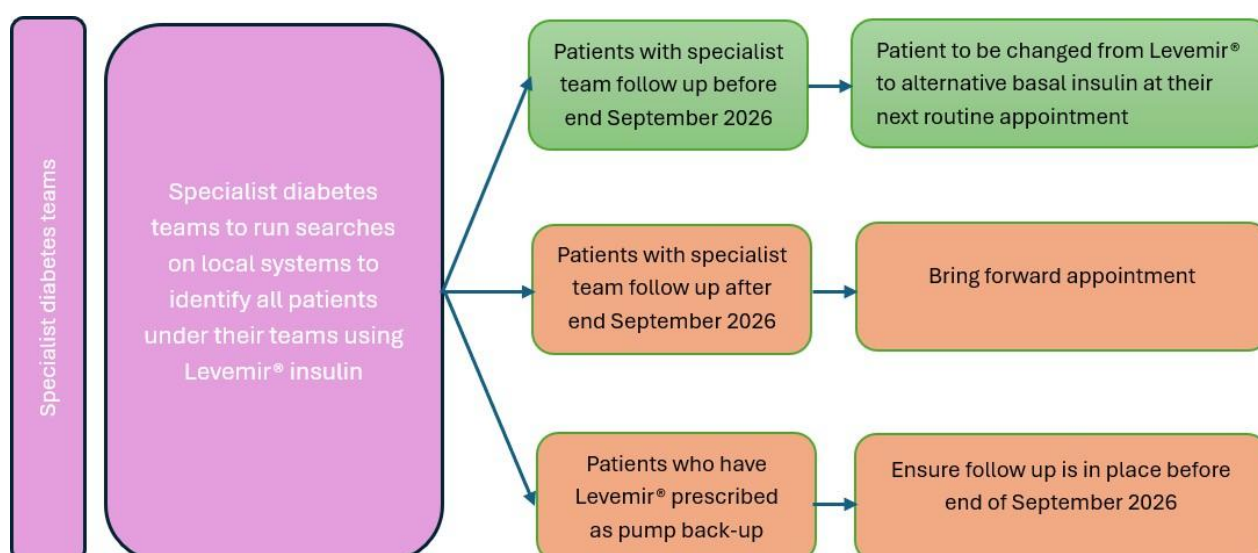 Specialist diabetes teams
Specialist diabetes
teams to run searches
on local systems to
identify all patients
under their teams using
Levemir® insulin
Patients with specialist
team follow up before
end September 2026
Patient to be changed from Levemir®
to alternative basal insulin at their
next routine appointment
Patients with specialist
team follow up after
end September 2026
Bring forward appointment
Patients who have
Levemir® prescribed
as pump back-up
Ensure follow up is in place before
end of September 2026